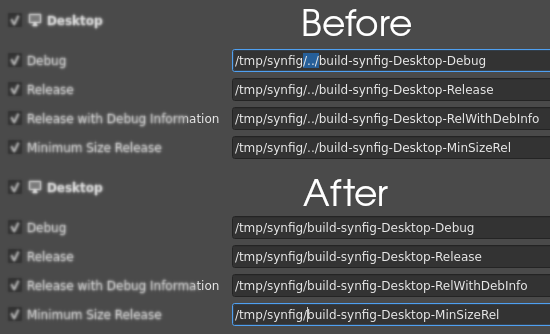 Desktop Before
Debug /tmp/synfig/../build-synfig-Desktop-Debug
Release /tmp/synfig/../build-synfig-Desktop-Release
Release with Debug Information /tmp/synfig/../build-synfig-Desktop-RelWithDebInfo
Minimum Size Release /tmp/synfig/../build-synfig-Desktop-MinSizeRel
Desktop After
Debug /tmp/synfig/build-synfig-Desktop-Debug
Release /tmp/synfig/build-synfig-Desktop-Release
Release with Debug Information /tmp/synfig/build-synfig-Desktop-RelWithDebInfo
Minimum Size Release /tmp/synfig/build-synfig-Desktop-MinSizeRel